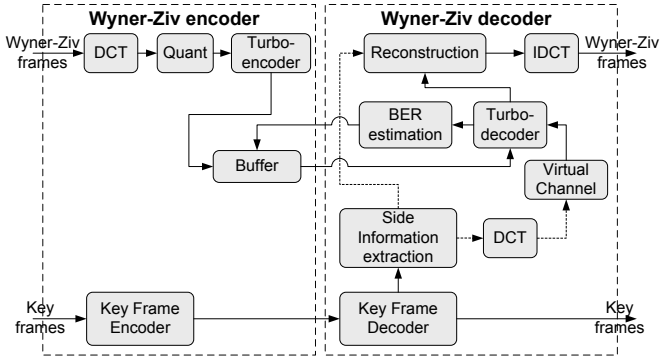 Wyner-Ziv encoder
Wyner-Ziv decoder
Wyner-Ziv
frames
DCT
Quant
Turbo-
encoder
Reconstruction
IDCT
Wyner-Ziv
frames
BER
estimation
Turbo-
decoder
Buffer
Virtual
Channel
Side
Information
extraction
DCT
Key
frames
Key Frame
Encoder
Key Frame
Decoder
Key
frames